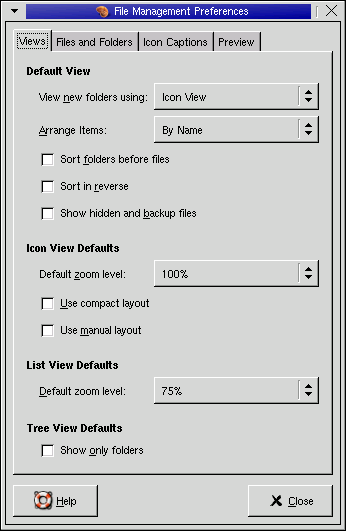 File Management Preferences
Views Files and Folders Icon Captions Preview
Default View
View new folders using: Icon View
Arrange Items: By Name
Sort folders before files
Sort in reverse
Show hidden and backup files
Icon View Defaults
Default zoom level: 100%
Use compact layout
Use manual layout
List View Defaults
Default zoom level: 75%
Tree View Defaults
Show only folders
Help Close